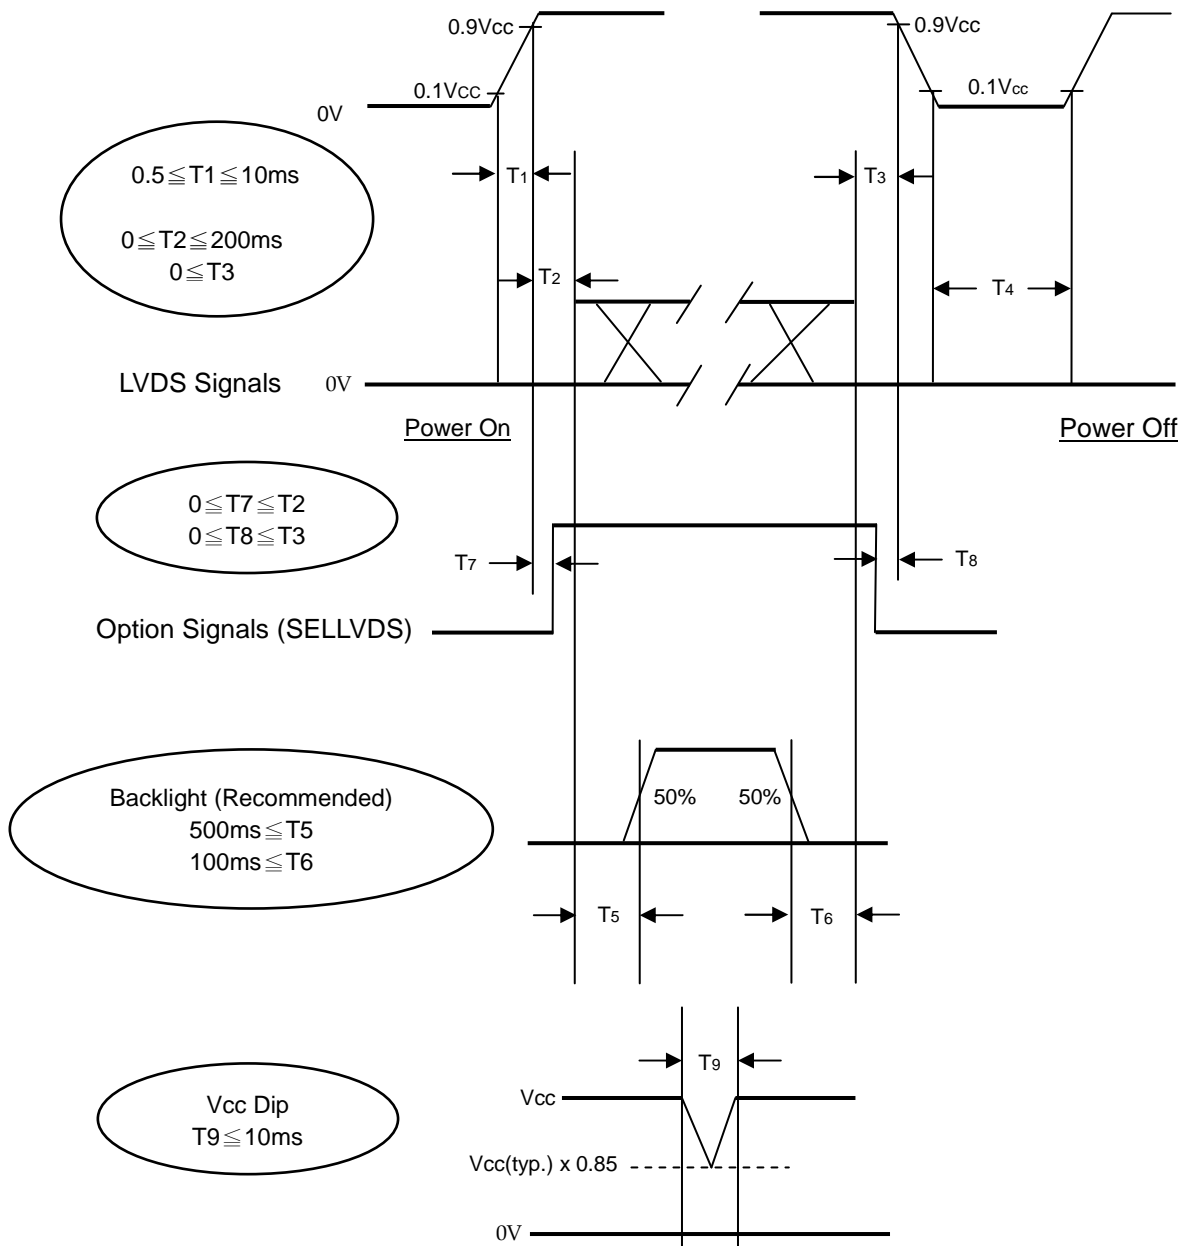 0.9Vcc
0.9Vcc
0.1Vcc
0.1Vcc
0V
0.5≦T1≦10ms
T1
T3
0≦T2≦200ms
0≦T3
T2
T4
LVDS Signals
0V
Power On
Power Off
0≦T7≦T2
0≦T8≦T3
T7
T8
Option Signals (SELLVDS)
Backlight (Recommended)
500ms≦T5
100ms≦T6
50%
50%
T5
T6
T9
Vcc Dip
T9≦10ms
Vcc
Vcc(typ.) x 0.85
0V